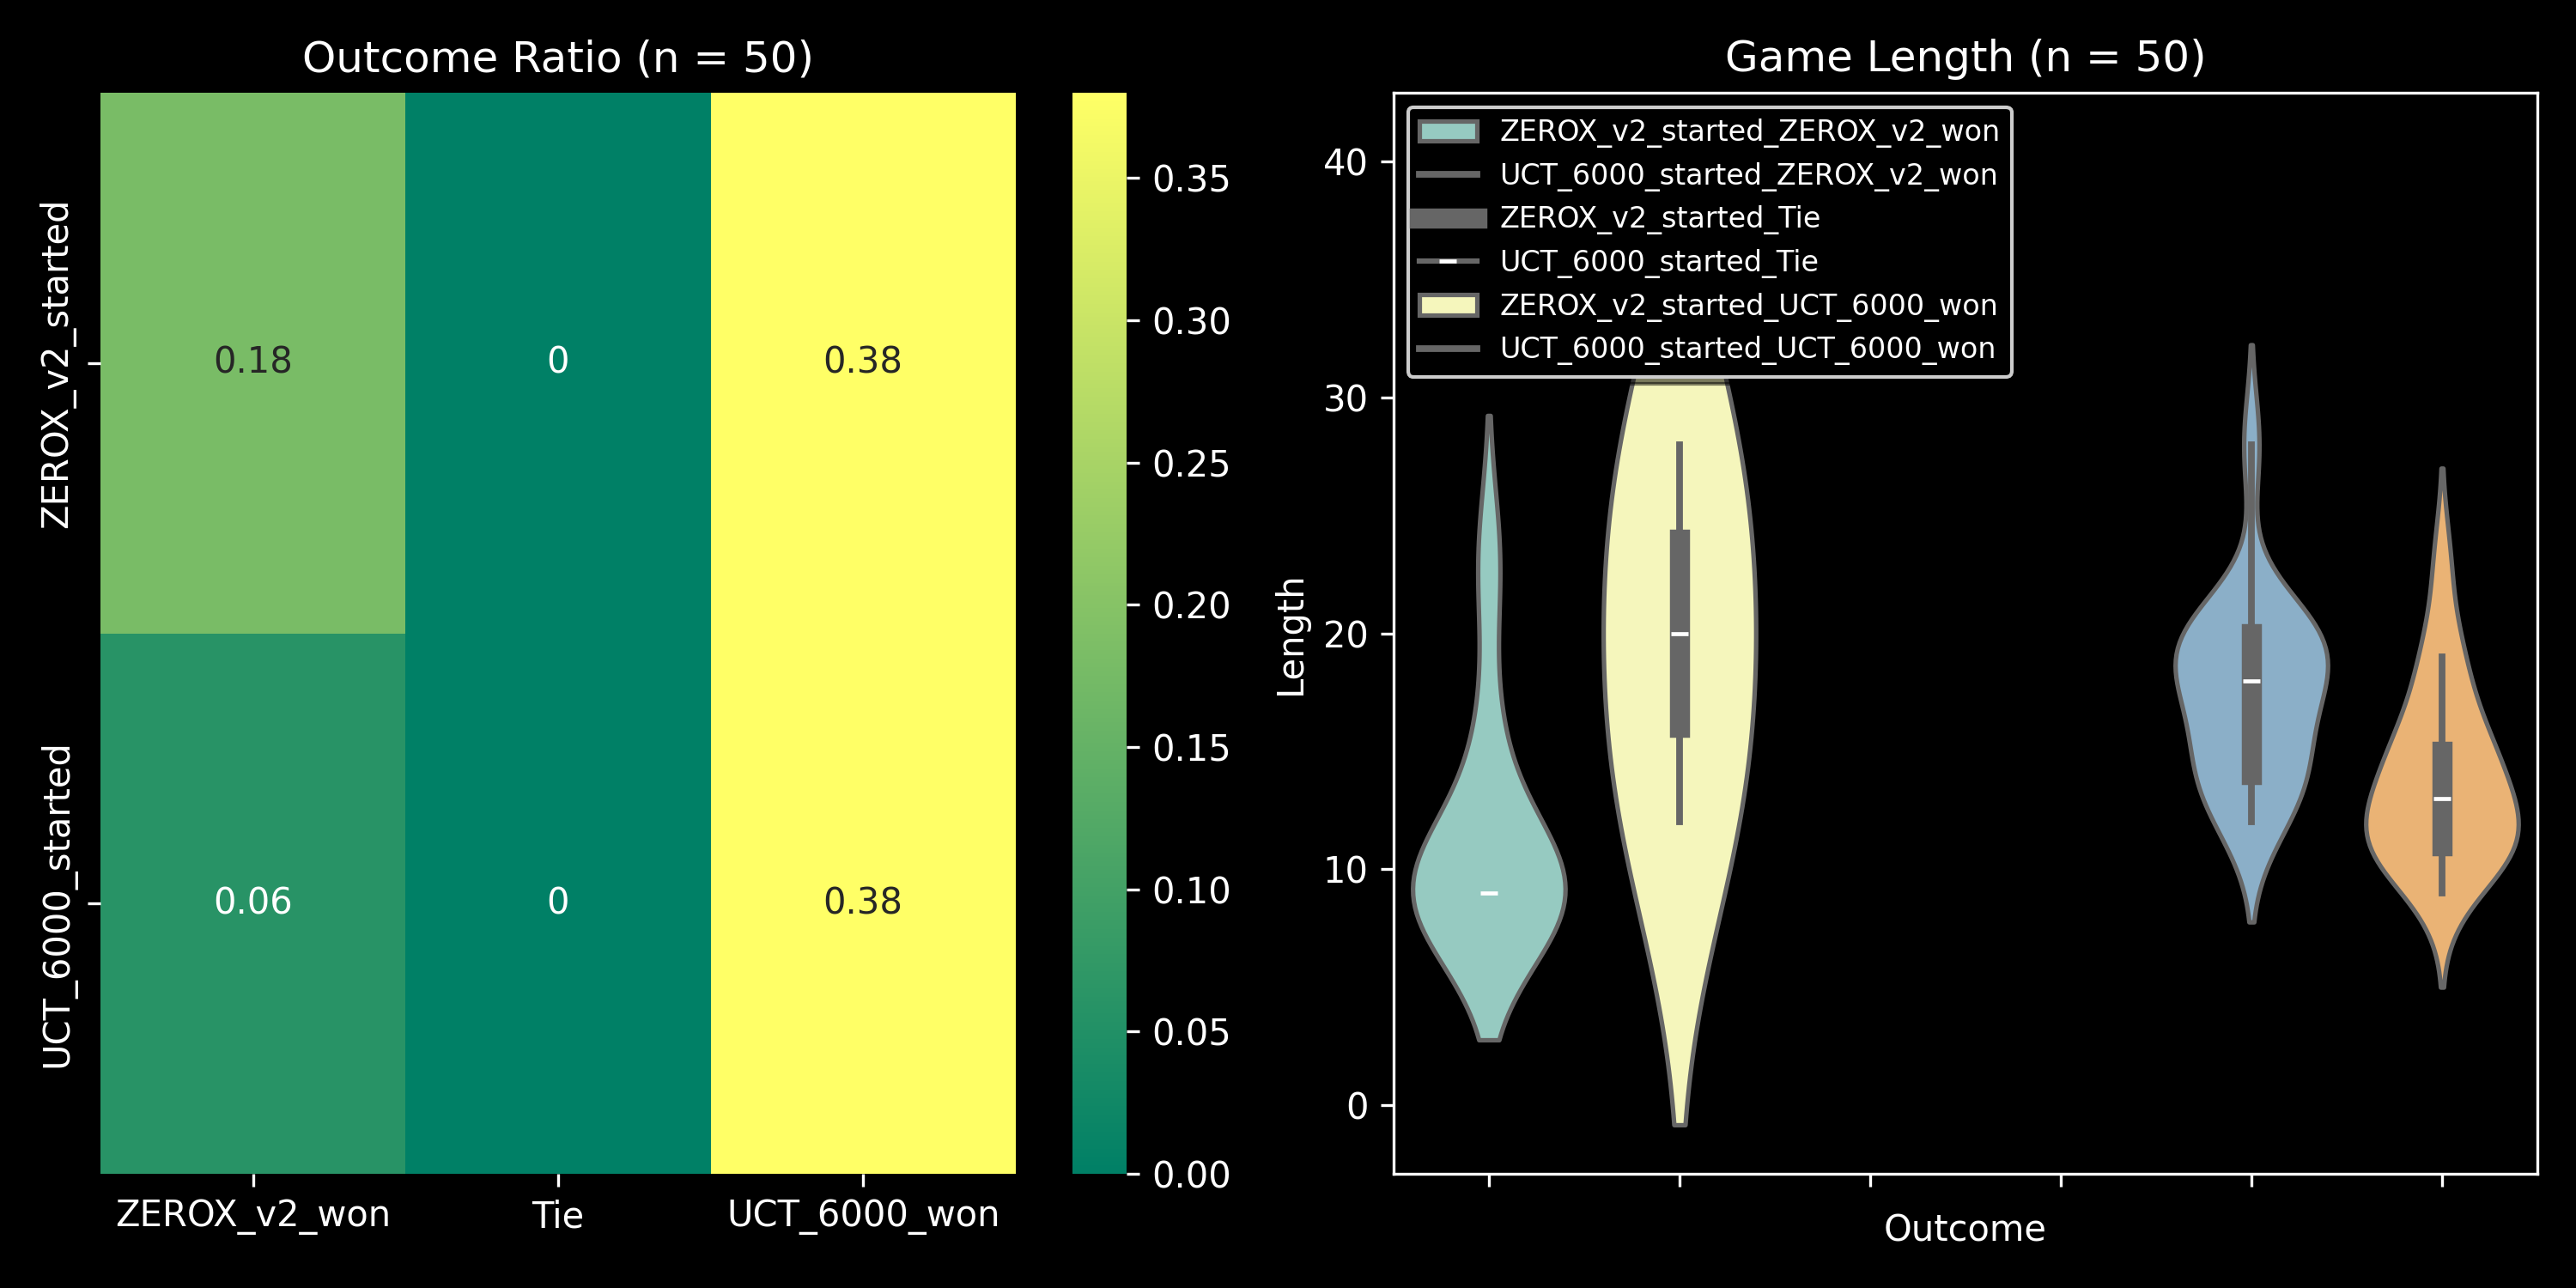 Outcome Ratio (n = 50)
ZEROX_v2_started
UCT_6000_started
0.18
0
0.38
0.06
0
0.38
ZEROX_v2_won
Tie
UCT_6000_won
0.35
0.30
0.25
0.20
0.15
0.10
0.05
0.00
Game Length (n = 50)
Length
40
30
20
10
0
ZEROX_v2_started_ZEROX_v2_won
UCT_6000_started_ZEROX_v2_won
ZEROX_v2_started_Tie
UCT_6000_started_Tie
ZEROX_v2_started_UCT_6000_won
UCT_6000_started_UCT_6000_won
Outcome